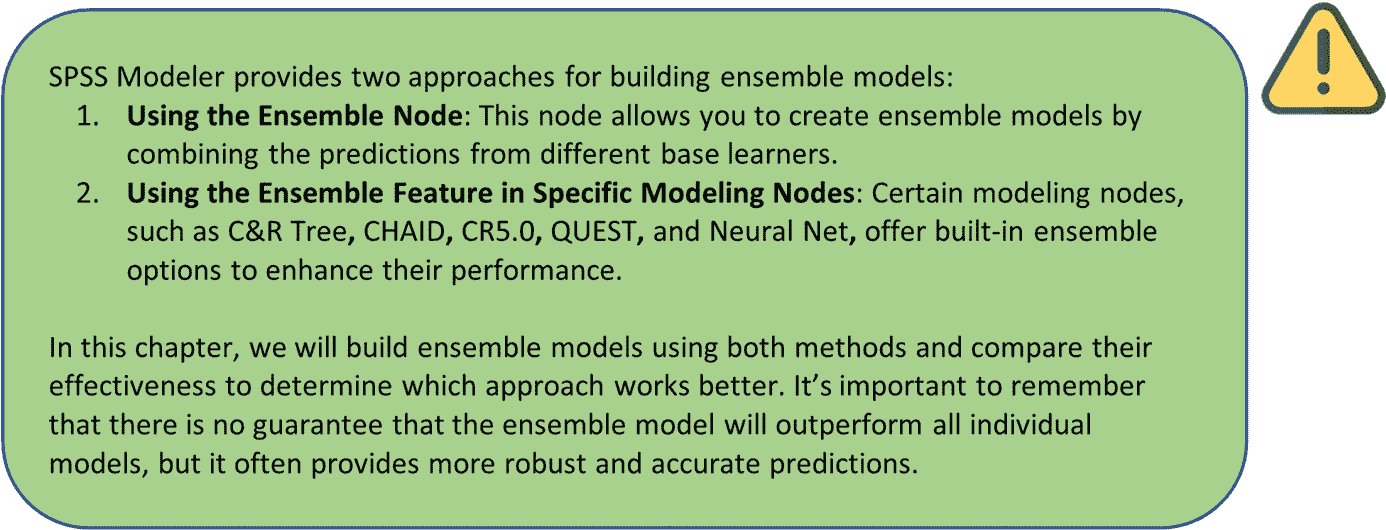 SPSS Modeler provides two approaches for building ensemble models:
1. Using the Ensemble Node: This node allows you to create ensemble models by
combining the predictions from different base learners.
2. Using the Ensemble Feature in Specific Modeling Nodes: Certain modeling nodes,
such as C&R Tree, CHAID, CR5.0, QUEST, and Neural Net, offer built-in ensemble
options to enhance their performance.
In this chapter, we will build ensemble models using both methods and compare their
effectiveness to determine which approach works better. It’s important to remember
that there is no guarantee that the ensemble model will outperform all individual
models, but it often provides more robust and accurate predictions.